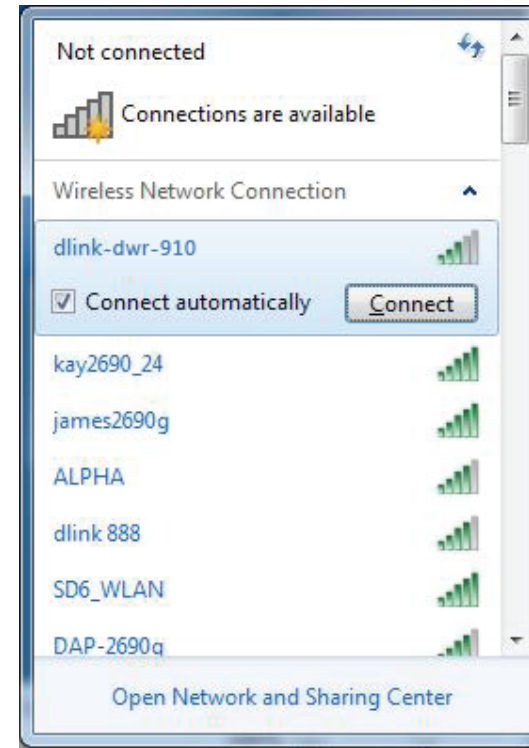 Not connected
Connections are available
Wireless Network Connection
dlink-dwr-910
Connect automatically Connect
kay2690_24
james2690g
ALPHA
dlink 888
SD6_WLAN
DAP-2690g
Open Network and Sharing Center